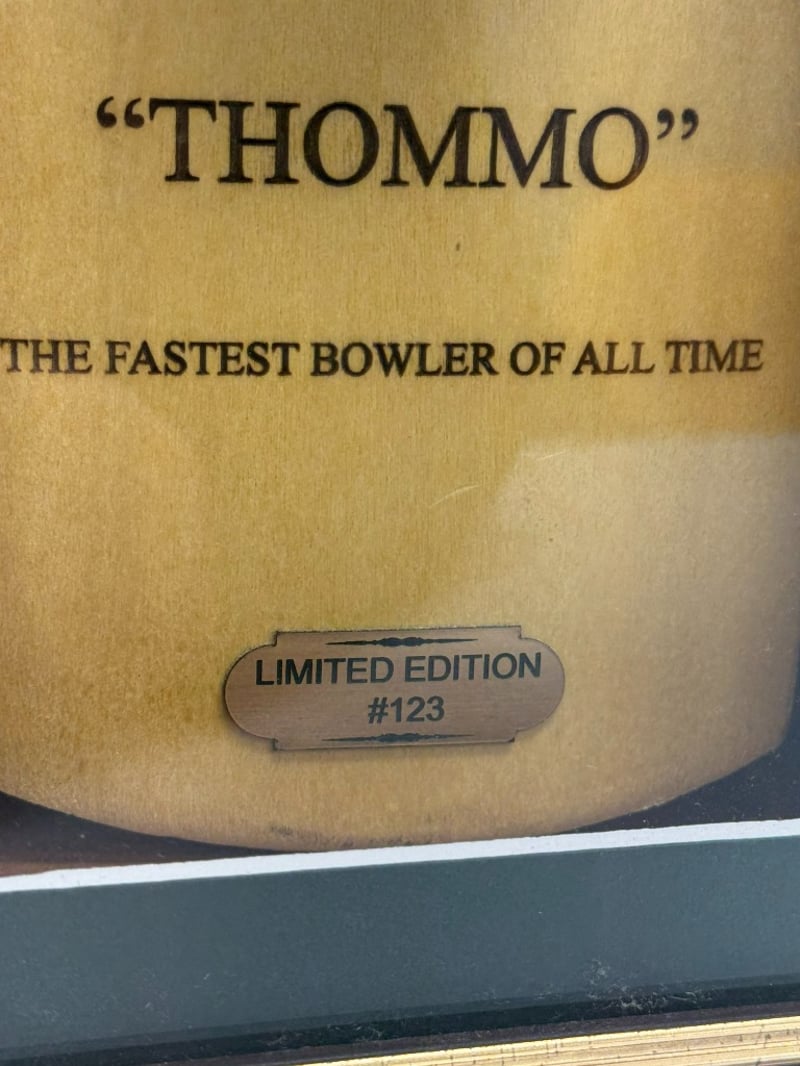 “THOMMO”
THE FASTEST BOWLER OF ALL TIME
LIMITED EDITION
#123